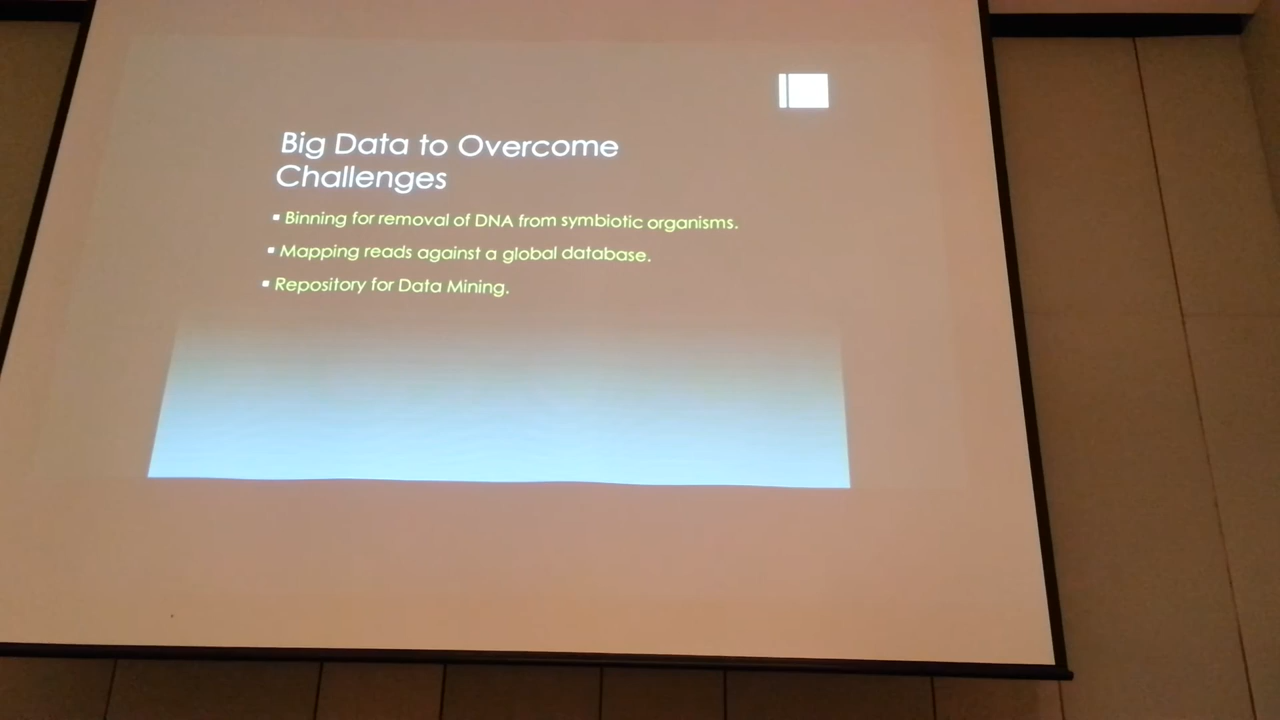 Big Data to Overcome
Challenges
▪ Binning for removal of DNA from symbiotic organisms.
▪ Mapping reads against a global database.
▪ Repository for Data Mining.